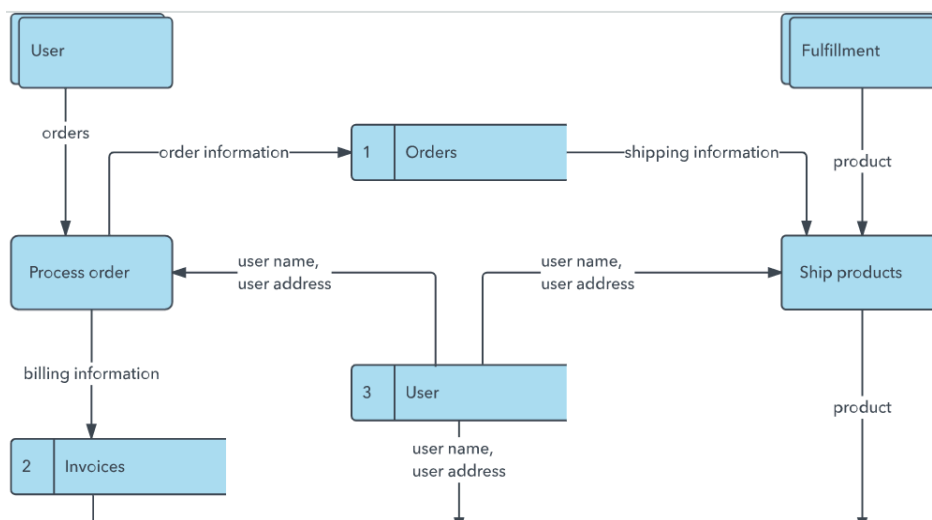 User
Fulfillment
orders
order information
1 Orders
shipping information
product
Process order
user name,
user address
user name,
user address
Ship products
billing information
3 User
product
user name,
user address
2 Invoices